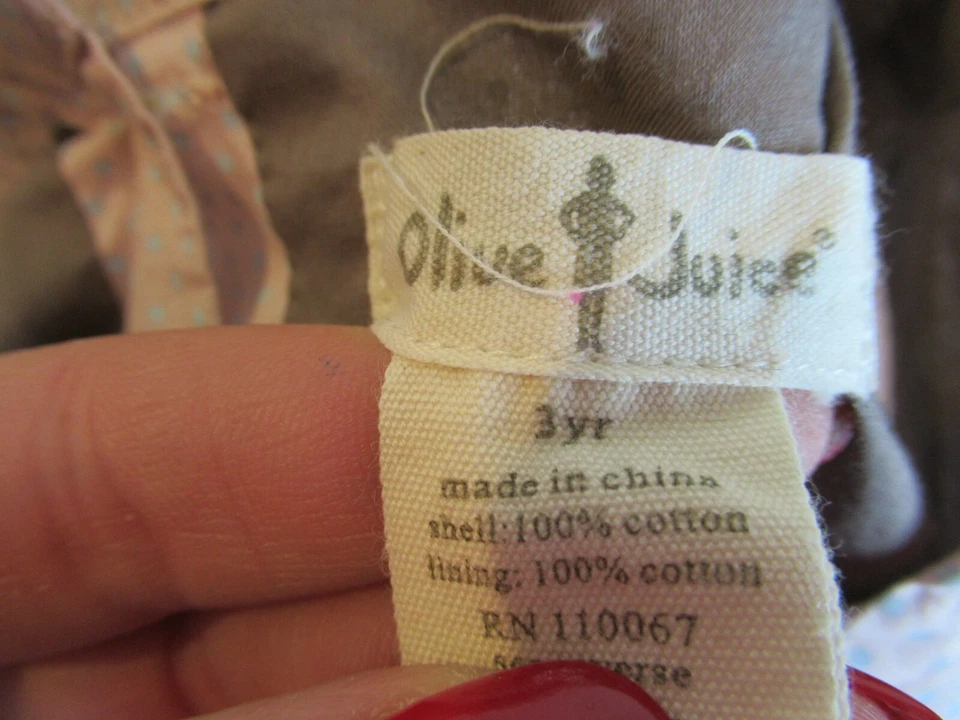 Olive Juice®
3yr
made in china
shell:100% cotton
lining: 100% cotton
RN 110067